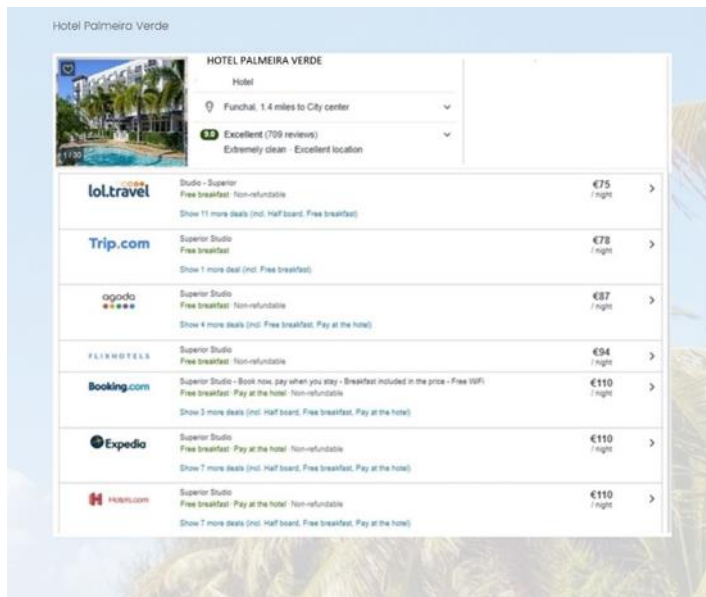 Hotel Palmeira Verde
HOTEL PALMEIRA VERDE
Hotel
Funchal, 1.4 miles to City center
9.0 Excellent (709 reviews)
Extremely clean · Excellent location
1 / 30
lol.travel
Studio - Superior
Free breakfast · Non-refundable
Show 11 more deals (incl. Half board, Free breakfast)
€75
/ night
Trip.com
Superior Studio
Free breakfast
Show 1 more deal (incl. Free breakfast)
€78
/ night
agoda
Superior Studio
Free breakfast · Non-refundable
Show 4 more deals (incl. Free breakfast, Pay at the hotel)
€87
/ night
FLIXHOTELS
Superior Studio
Free breakfast · Non-refundable
€94
/ night
Booking.com
Superior Studio - Book now, pay when you stay - Breakfast included in the price - Free WiFi
Free breakfast · Pay at the hotel · Non-refundable
Show 3 more deals (incl. Half board, Free breakfast, Pay at the hotel)
€110
/ night
Expedia
Superior Studio
Free breakfast · Pay at the hotel · Non-refundable
Show 7 more deals (incl. Half board, Free breakfast, Pay at the hotel)
€110
/ night
H Hotels.com
Superior Studio
Free breakfast · Pay at the hotel · Non-refundable
Show 7 more deals (incl. Half board, Free breakfast, Pay at the hotel)
€110
/ night